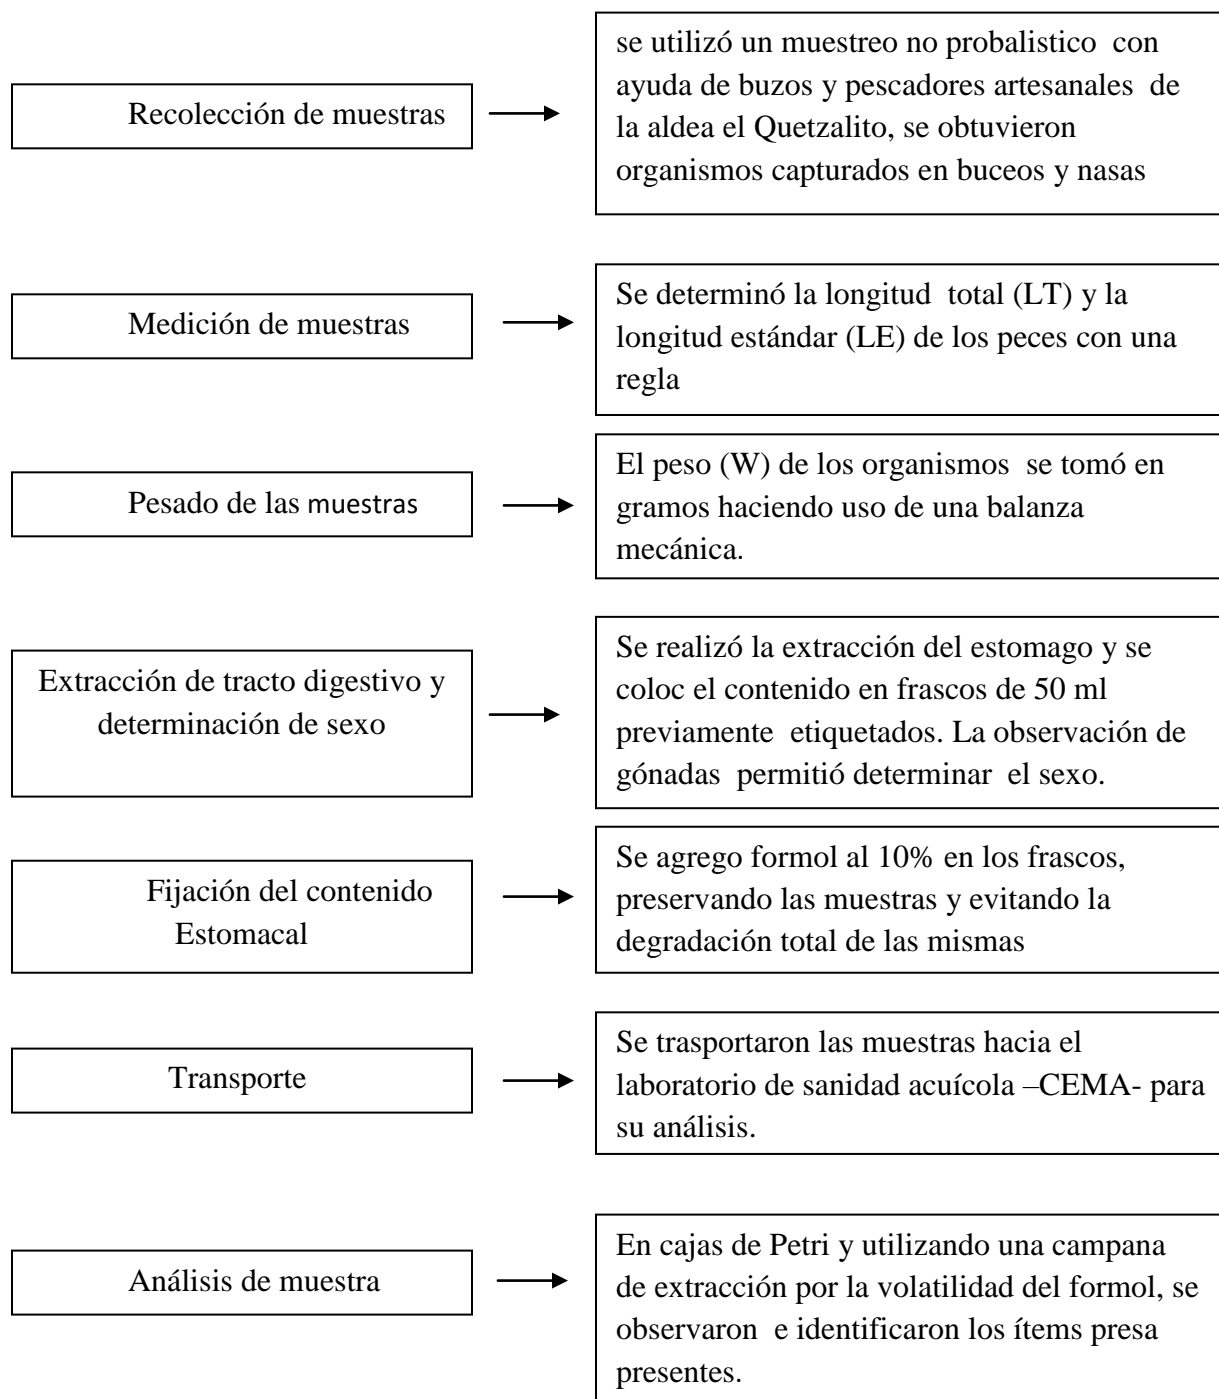 Recolección de muestras
se utilizó un muestreo no probalistico con
ayuda de buzos y pescadores artesanales de
la aldea el Quetzalito, se obtuvieron
organismos capturados en buceos y nasas
Medición de muestras
Se determinó la longitud total (LT) y la
longitud estándar (LE) de los peces con una
regla
Pesado de las muestras
El peso (W) de los organismos se tomó en
gramos haciendo uso de una balanza
mecánica.
Extracción de tracto digestivo y
determinación de sexo
Se realizó la extracción del estomago y se
coloc el contenido en frascos de 50 ml
previamente etiquetados. La observación de
gónadas permitió determinar el sexo.
Fijación del contenido
Estomacal
Se agrego formol al 10% en los frascos,
preservando las muestras y evitando la
degradación total de las mismas
Transporte
Se trasportaron las muestras hacia el
laboratorio de sanidad acuícola –CEMA- para
su análisis.
Análisis de muestra
En cajas de Petri y utilizando una campana
de extracción por la volatilidad del formol, se
observaron e identificaron los ítems presa
presentes.